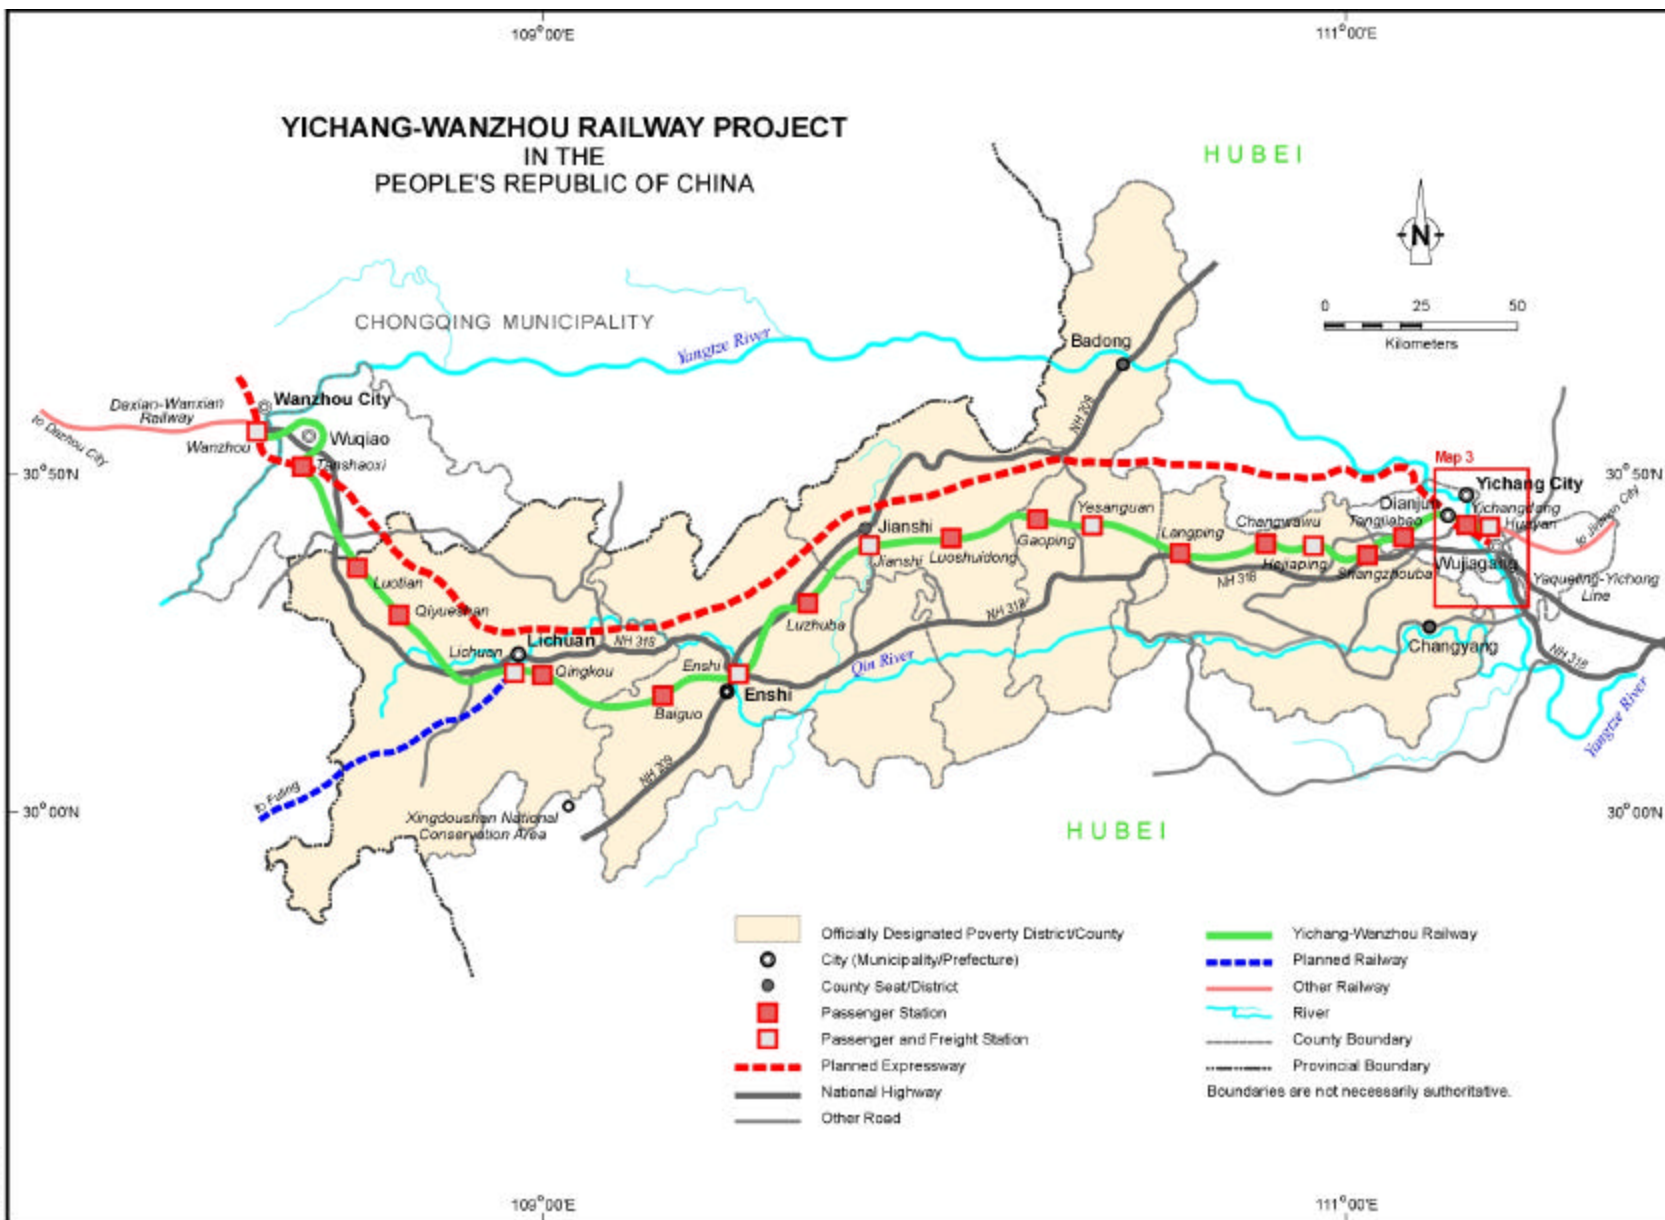 109°00'E
111°00'E
YICHANG-WANZHOU RAILWAY PROJECT
IN THE
PEOPLE'S REPUBLIC OF CHINA
HUBEI
N
0 25 50
Kilometers
CHONGQING MUNICIPALITY
Yangtze River
Badong
NH 209
Daxian-Wanxian
Railway
to Dazhou City
Wanzhou City
Wanzhou
Wuqiao
Tanshaoxi
30°50'N
30°50'N
Map 3
Yichang City
Dianjun
Yichangdong
Huayan
to Jinmen City
Tongjiabao
Changwawu
Yesanguan
Langping
Gaoping
Jianshi
Jianshi
Luoshuidong
Hejiaping
Shangzhouba
Wujiagang
Yaqueling-Yichong
Line
NH 318
Luotian
Qiyueshan
Luzhuba
NH 318
Lichuan
Lichuan
NH 318
Qingkou
Enshi
Enshi
Qin River
Changyang
NH 318
Baiguo
Yangtze River
NH 209
to Fuling
30°00'N
30°00'N
Xingdoushan National
Conservation Area
HUBEI
Officially Designated Poverty District/County
City (Municipality/Prefecture)
County Seat/District
Passenger Station
Passenger and Freight Station
Planned Expressway
National Highway
Other Road
Yichang-Wanzhou Railway
Planned Railway
Other Railway
River
County Boundary
Provincial Boundary
Boundaries are not necessarily authoritative.
109°00'E
111°00'E